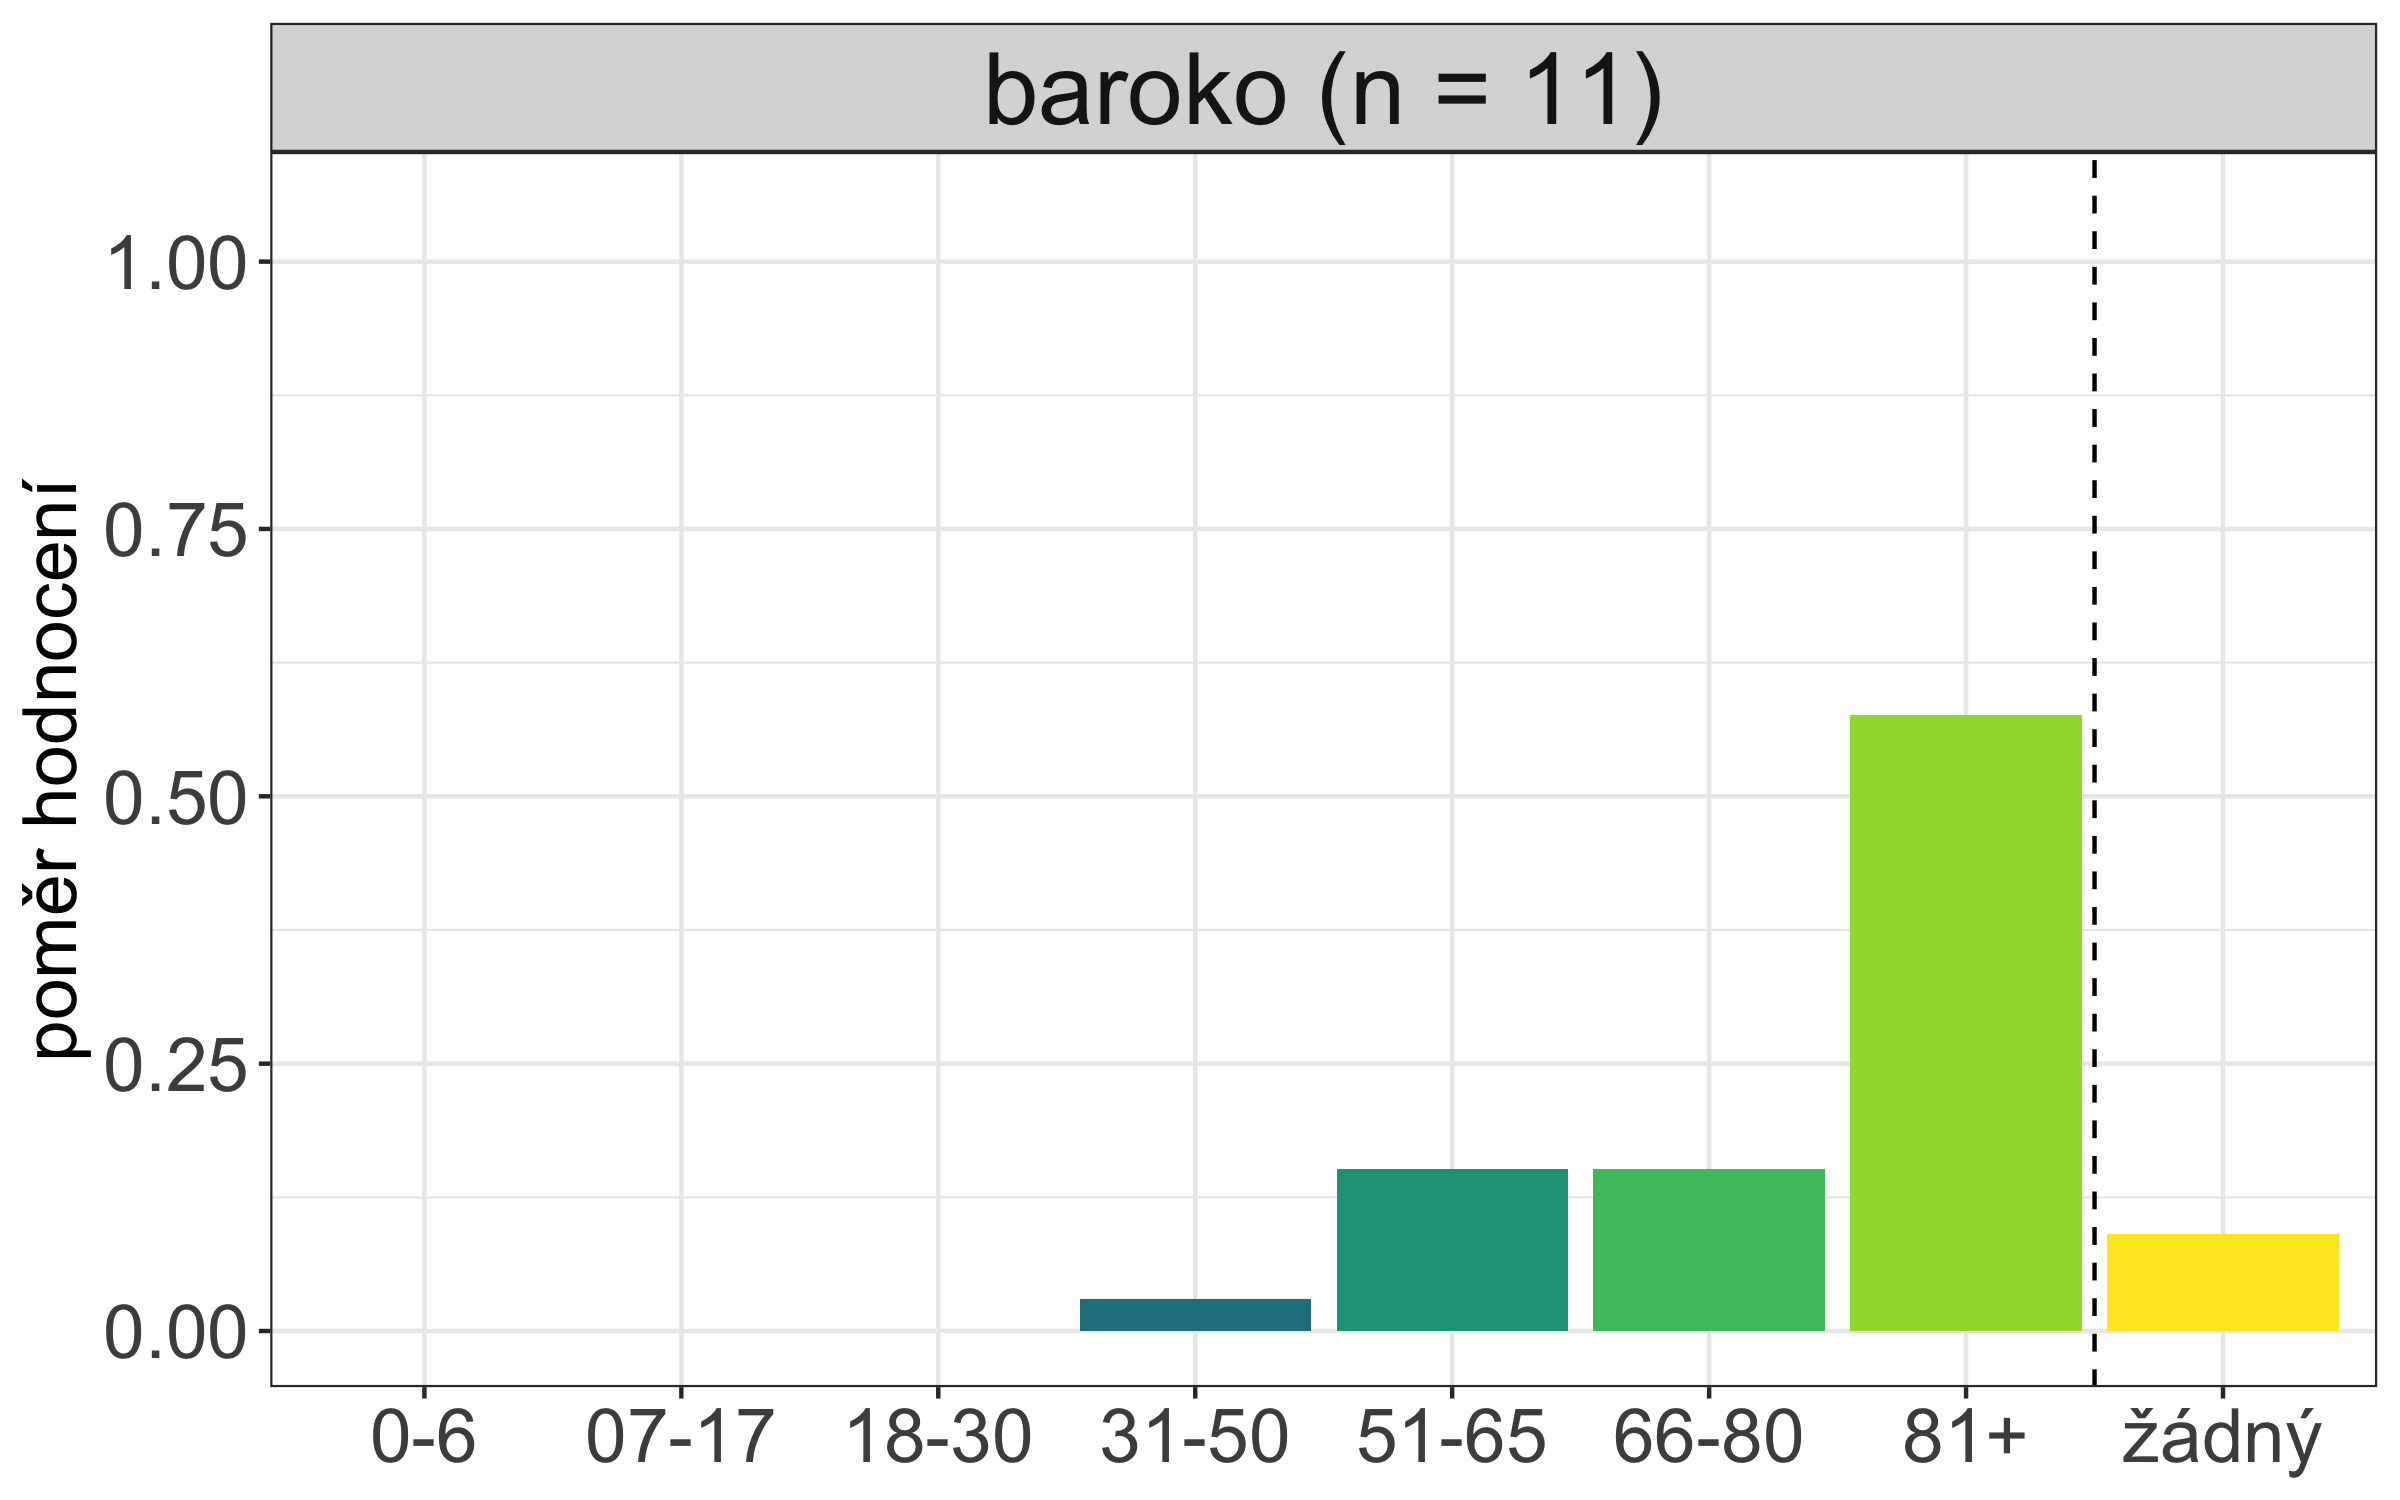 baroko (n = 11)
poměr hodnocení
1.00
0.75
0.50
0.25
0.00
0-6 07-17 18-30 31-50 51-65 66-80 81+ žádný